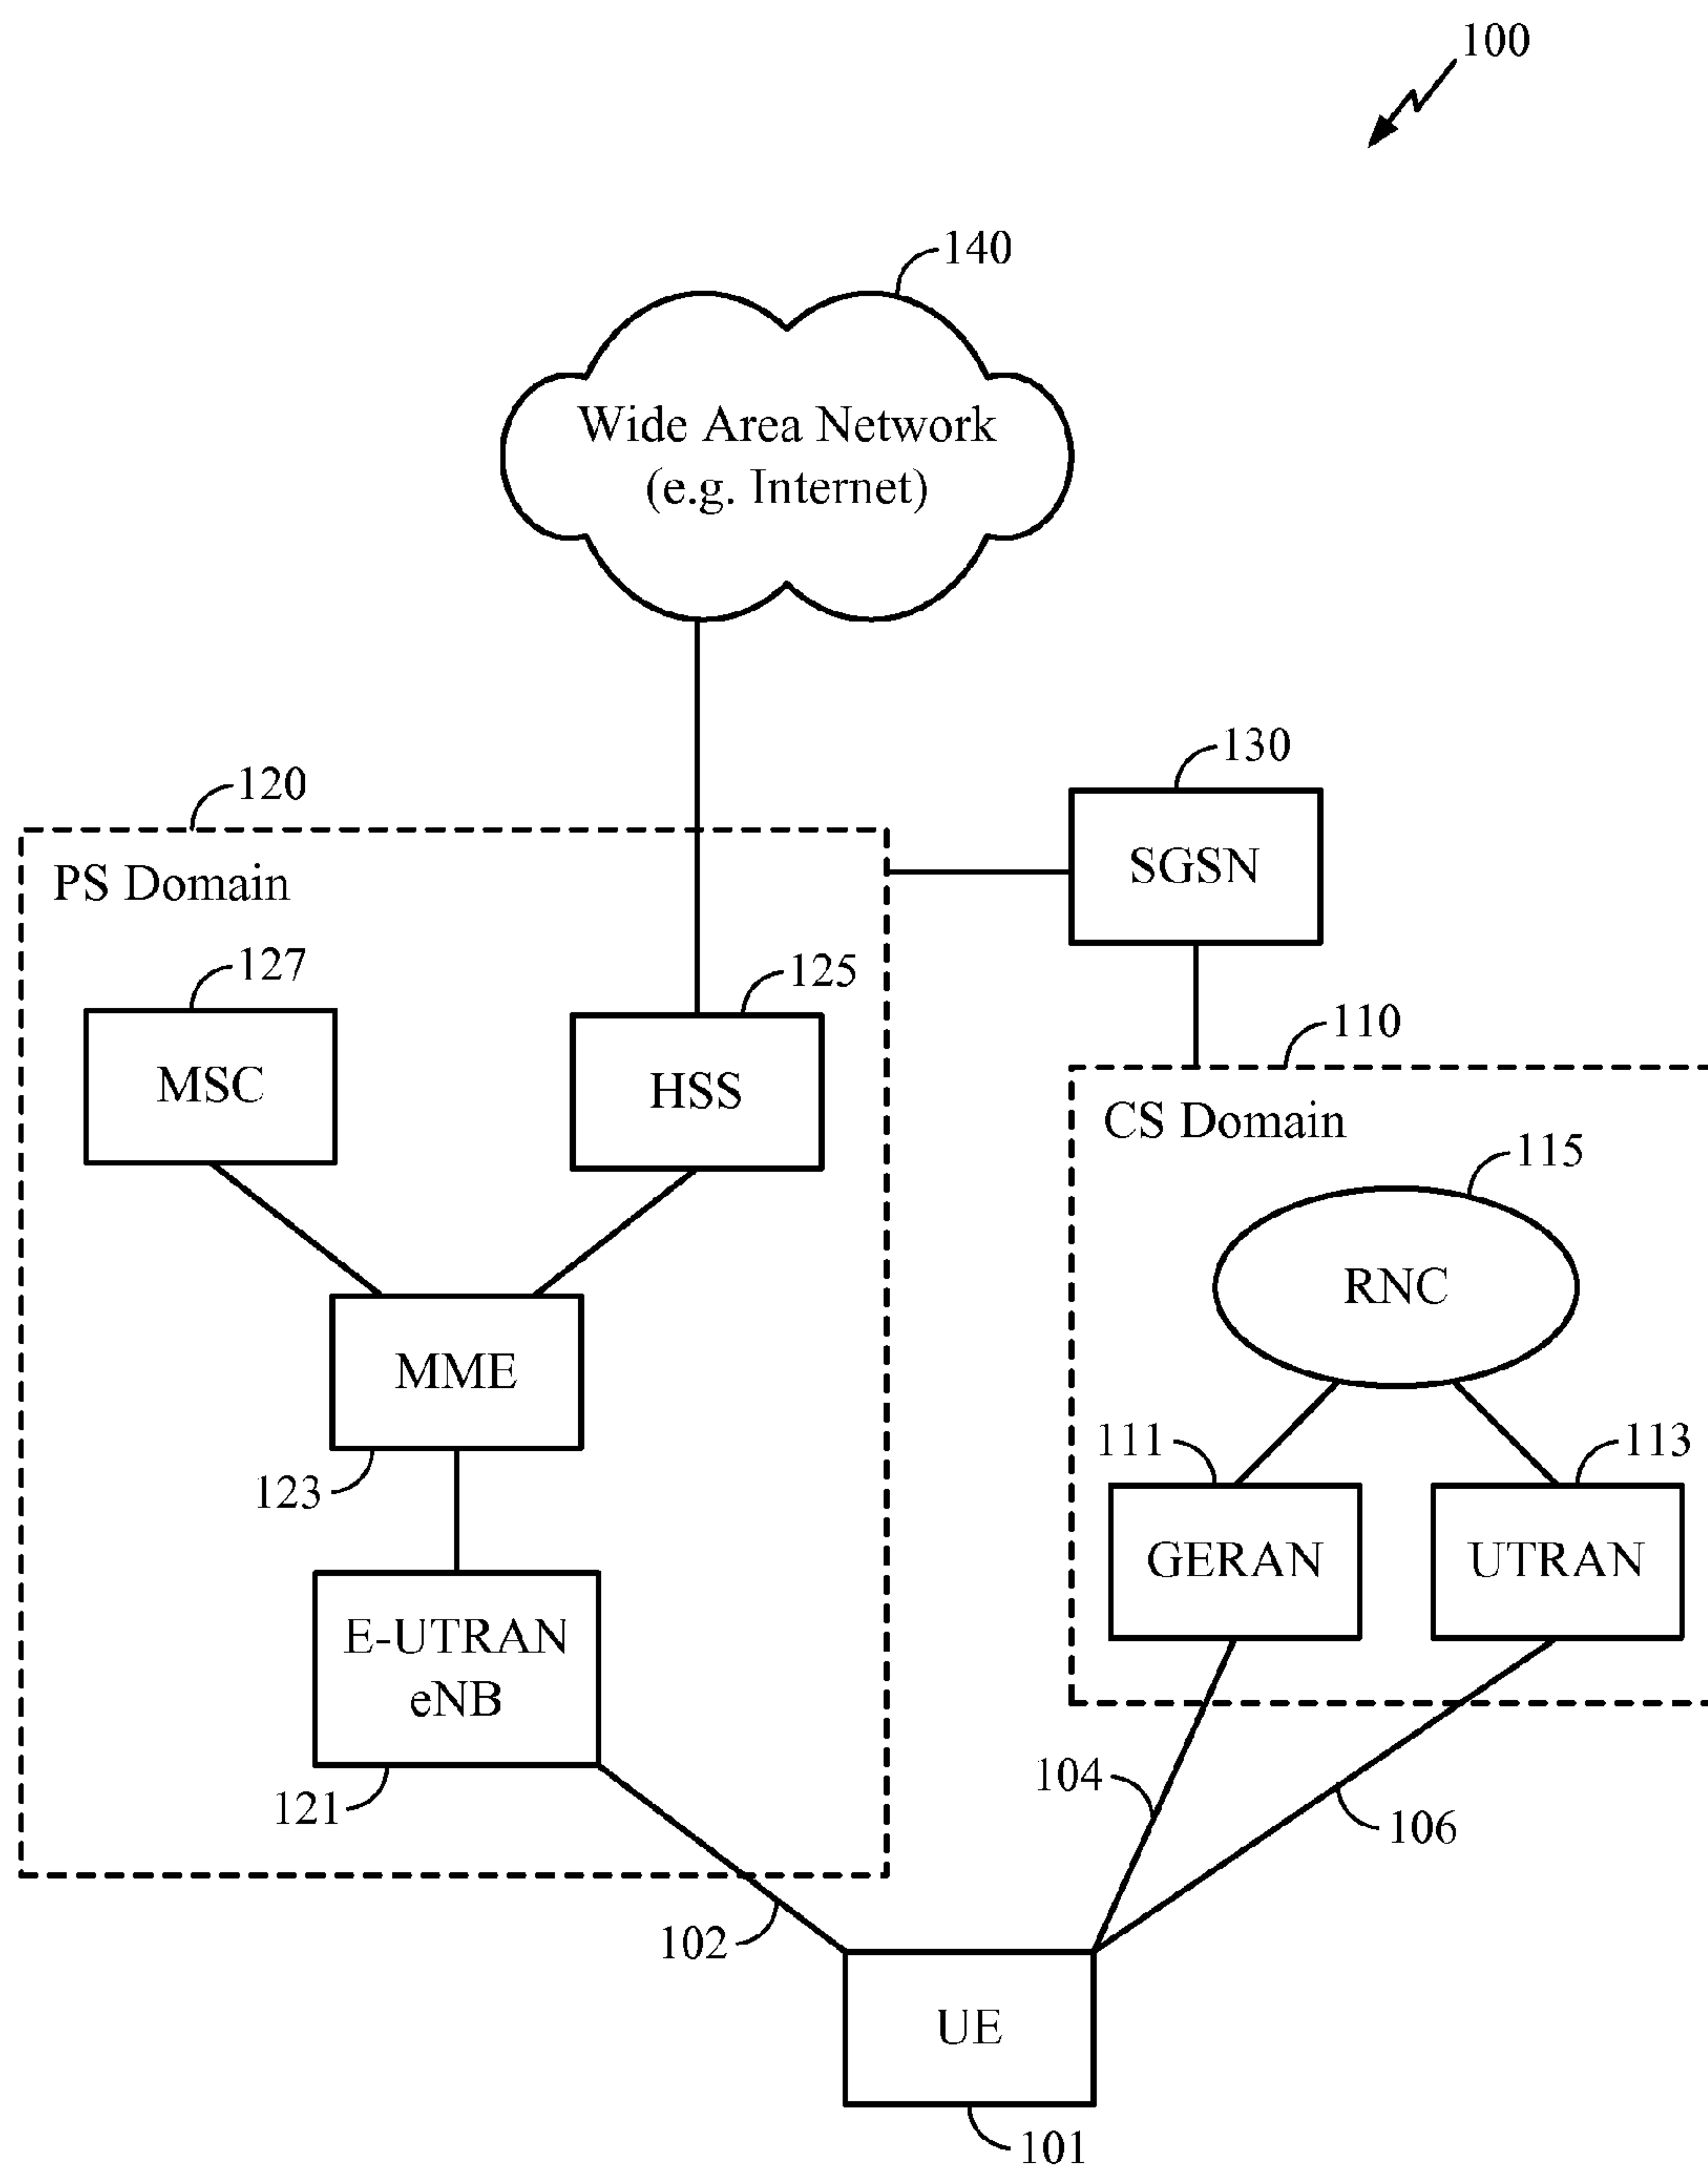 100
140
Wide Area Network
(e.g. Internet)
130
120
SGSN
PS Domain
127
125
110
MSC
HSS
CS Domain
115
RNC
MME
111
113
123
GERAN
UTRAN
E-UTRAN
eNB
104
121
106
102
UE
101